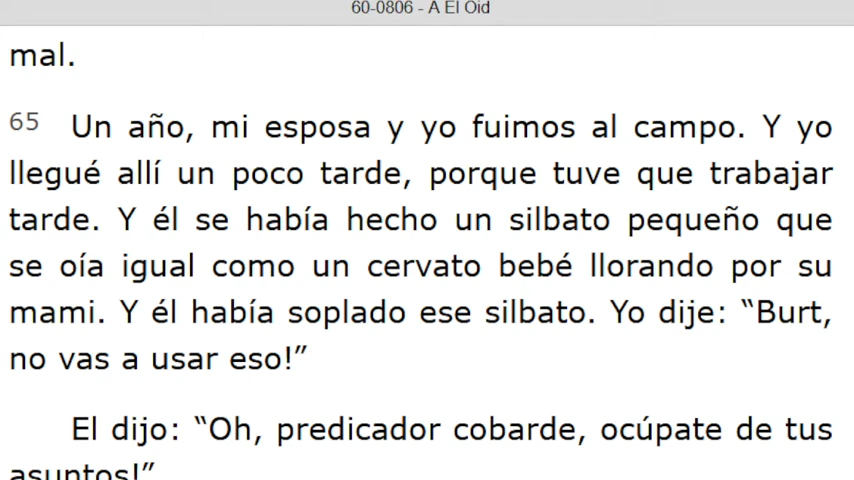 60-0806 - A El Oid
mal.
65 Un año, mi esposa y yo fuimos al campo. Y yo
llegué allí un poco tarde, porque tuve que trabajar
tarde. Y él se había hecho un silbato pequeño que
se oía igual como un cervato bebé llorando por su
mami. Y él había soplado ese silbato. Yo dije: “Burt,
no vas a usar eso!”
El dijo: “Oh, predicador cobarde, ocúpate de tus
asuntos!”